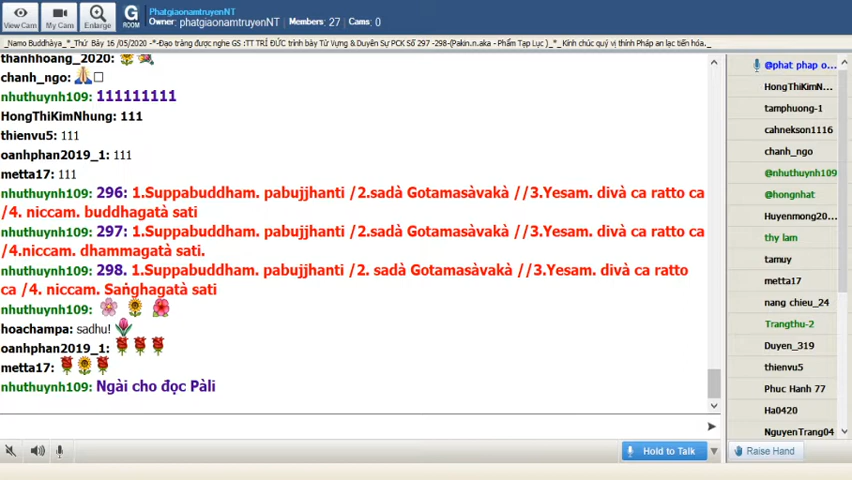 View Cam
My Cam
Enlarge
G
ROOM
PhatgiaonamtruyenNT
Owner: phatgiaonamtruyenNT Members: 27 Cams: 0
_Namo Buddhàya_*_Thứ Bảy 16 /05/2020 -*-Đạo tràng được nghe GS :TT TRÍ ĐỨC trình bày Từ Vựng &Duyên Sự PCK Số 297 -298-(Pakin.n.aka - Phẩm Tạp Lục )_*_ Kính chúc quý vị thính Pháp an lạc tiến hóa._
thanhhoang_2020:
chanh_ngo:
nhuthuynh109: 111111111
HongThiKimNhung: 111
thienvu5: 111
oanhphan2019_1: 111
metta17: 111
nhuthuynh109: 296: 1.Suppabuddham. pabujjhanti /2.sadà Gotamasàvakà //3.Yesam. divà ca ratto ca
/4. niccam. buddhagatà sati
nhuthuynh109: 297: 1.Suppabuddham. pabujjhanti /2.sadà Gotamasàvakà //3.Yesam. divà ca ratto ca
/4.niccam. dhammagatà sati.
nhuthuynh109: 298. 1.Suppabuddham. pabujjhanti /2. sadà Gotamasàvakà //3.Yesam. divà ca ratto
ca /4. niccam. Saṅghagatà sati
nhuthuynh109:
hoachampa: sadhu!
oanhphan2019_1:
metta17:
nhuthuynh109: Ngài cho đọc Pàli
Hold to Talk
@phat phap o...
HongThiKimN...
tamphuong-1
cahnekson1116
chanh_ngo
@nhuthuynh109
@hongnhat
Huyenmong20...
thy lam
tamuy
metta17
nang chieu_24
Trangthu-2
Duyen_319
thienvu5
Phuc Hanh 77
Ha0420
NguyenTrang04
Raise Hand